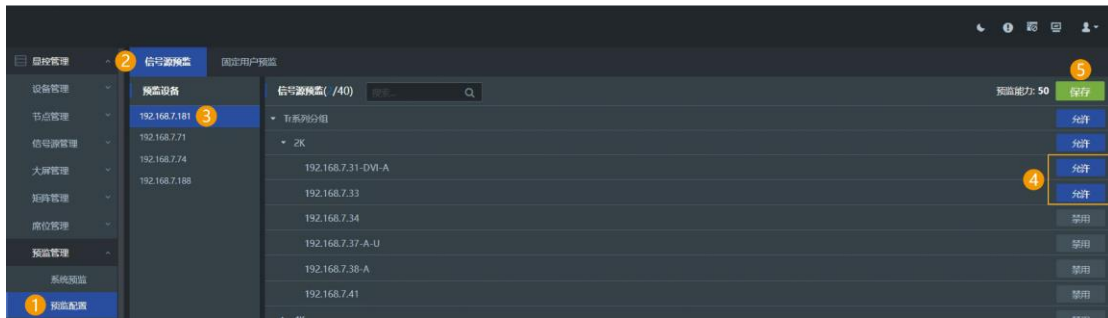 显控管理
设备管理
节点管理
信号源管理
大屏管理
矩阵管理
席位管理
预监管理
系统预监
1 预监配置
2 信号源预监
固定用户预监
预监设备
192.168.7.181 3
192.168.7.71
192.168.7.74
192.168.7.188
信号源预监( /40) 搜索...
预监能力: 50
5
保存
Tr系列分组 允许
2K 允许
192.168.7.31-DVI-A 允许
4
192.168.7.33 允许
192.168.7.34 禁用
192.168.7.37-A-U 禁用
192.168.7.38-A 禁用
192.168.7.41 禁用